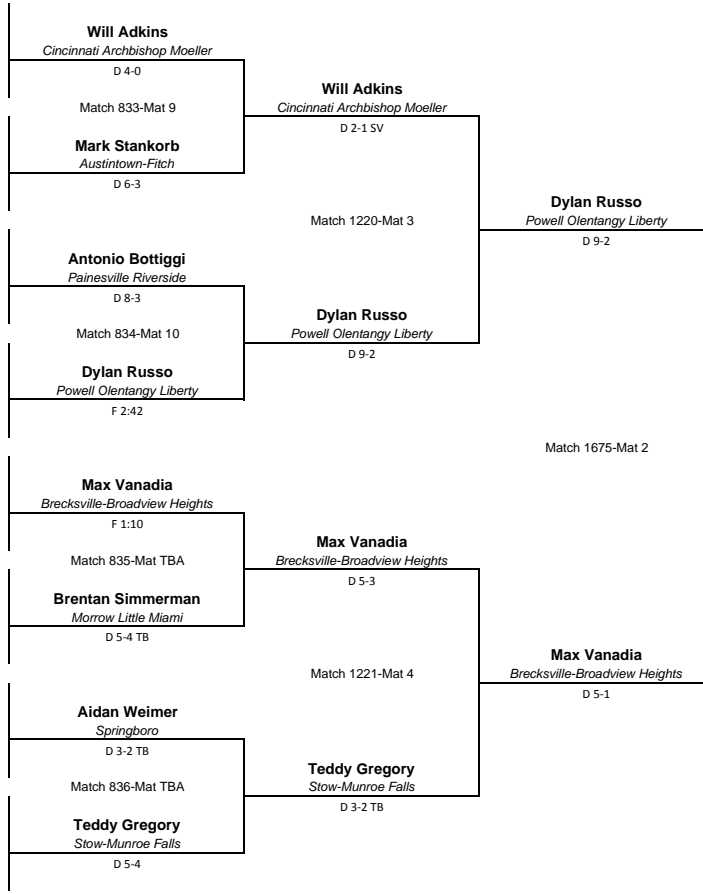 Will Adkins
Cincinnati Archbishop Moeller
D 4-0
Match 833-Mat 9
Mark Stankorb
Austintown-Fitch
D 6-3
Will Adkins
Cincinnati Archbishop Moeller
D 2-1 SV
Match 1220-Mat 3
Dylan Russo
Powell Olentangy Liberty
D 9-2
Antonio Bottiggi
Painesville Riverside
D 8-3
Match 834-Mat 10
Dylan Russo
Powell Olentangy Liberty
F 2:42
Dylan Russo
Powell Olentangy Liberty
D 9-2
Match 1675-Mat 2
Max Vanadia
Brecksville-Broadview Heights
F 1:10
Match 835-Mat TBA
Brentan Simmerman
Morrow Little Miami
D 5-4 TB
Max Vanadia
Brecksville-Broadview Heights
D 5-3
Match 1221-Mat 4
Max Vanadia
Brecksville-Broadview Heights
D 5-1
Aidan Weimer
Springboro
D 3-2 TB
Match 836-Mat TBA
Teddy Gregory
Stow-Munroe Falls
D 5-4
Teddy Gregory
Stow-Munroe Falls
D 3-2 TB